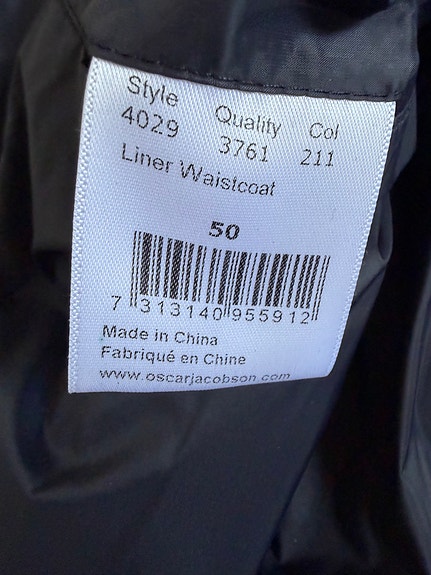 Style Quality Col
4029 3761 211
Liner Waistcoat
50
7 313140 955912
Made in China
Fabriqué en Chine
www.oscarjacobson.com